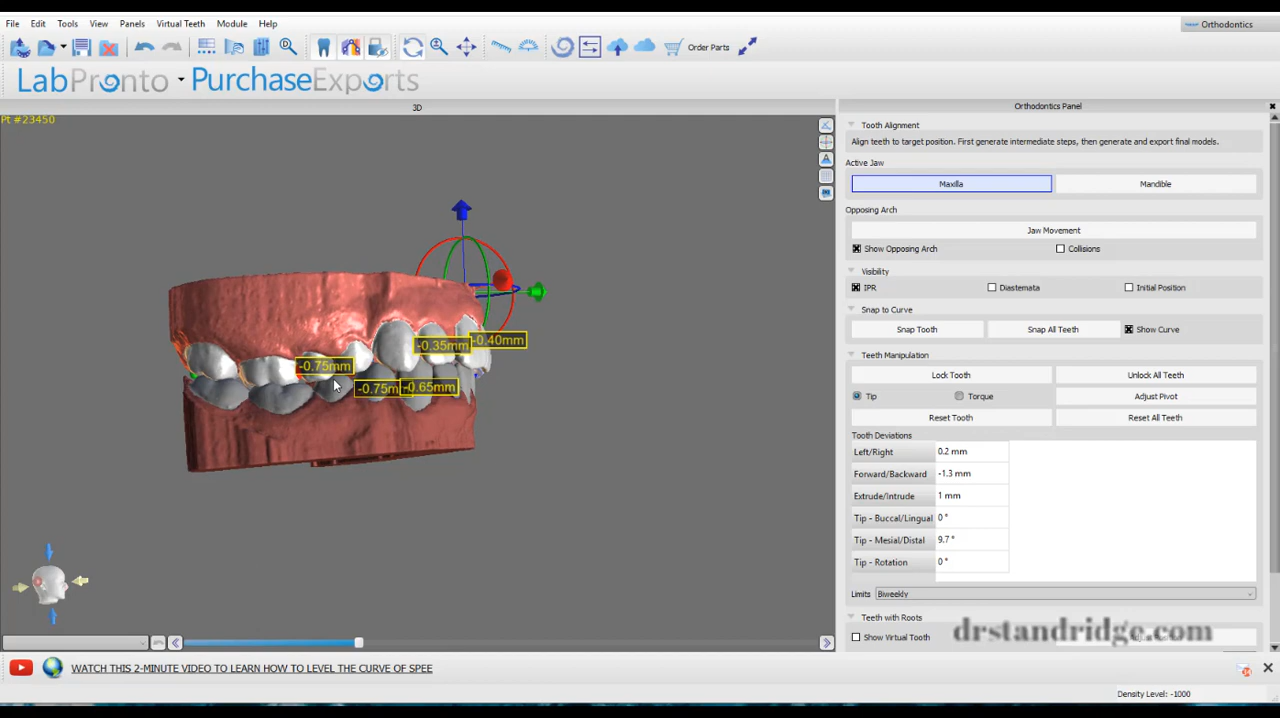 File Edit Tools View Panels Virtual Teeth Module Help
Orthodontics
Order Parts
LabPronto PurchaseExports
3D
Orthodontics Panel
Pt #23450
Tooth Alignment
Align teeth to target position. First generate intermediate steps, then generate and export final models.
Active Jaw
Maxilla Mandible
Opposing Arch
Jaw Movement
Show Opposing Arch Collisions
Visibility
IPR Diastemata Initial Position
Snap to Curve
Snap Tooth Snap All Teeth Show Curve
Teeth Manipulation
Lock Tooth Unlock All Teeth
Tip Torque Adjust Pivot
Reset Tooth Reset All Teeth
Tooth Deviations
Left/Right 0.2 mm
Forward/Backward -1.3 mm
Extrude/Intrude 1 mm
Tip - Buccal/Lingual 0 °
Tip - Mesial/Distal 9.7 °
Tip - Rotation 0 °
Limits Biweekly
Teeth with Roots
Show Virtual Tooth
drstandridge.com
-0.40mm
-0.35mm
-0.75mm
-0.75m -0.65mm
WATCH THIS 2-MINUTE VIDEO TO LEARN HOW TO LEVEL THE CURVE OF SPEE
Density Level: -1000